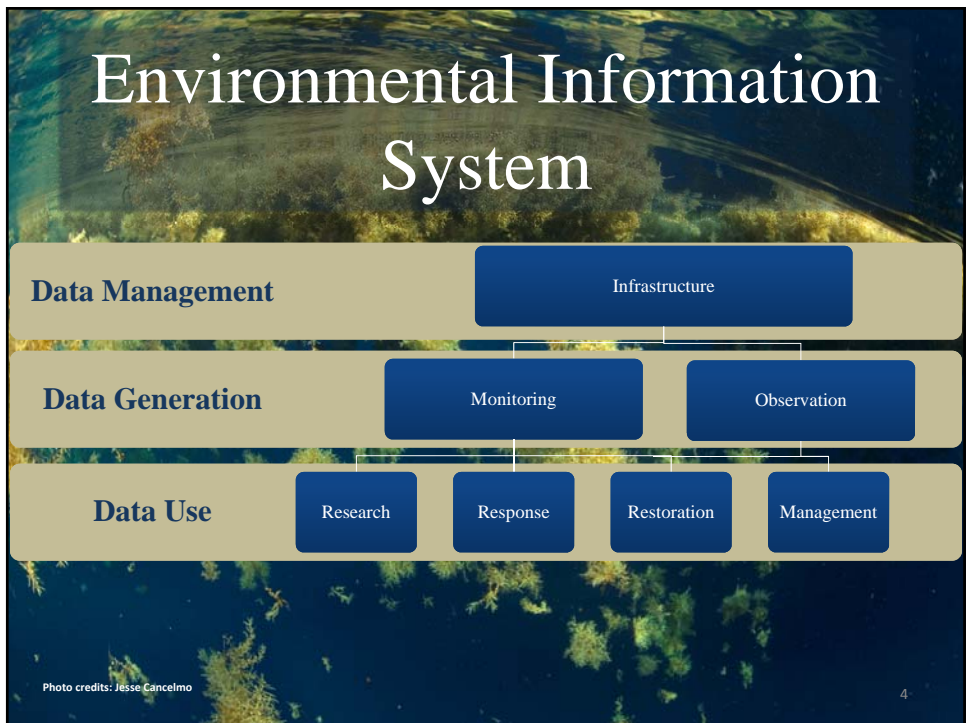 Environmental Information
System
Data Management
Infrastructure
Data Generation
Monitoring
Observation
Data Use
Research
Response
Restoration
Management
Photo credits: Jesse Cancelmo
4